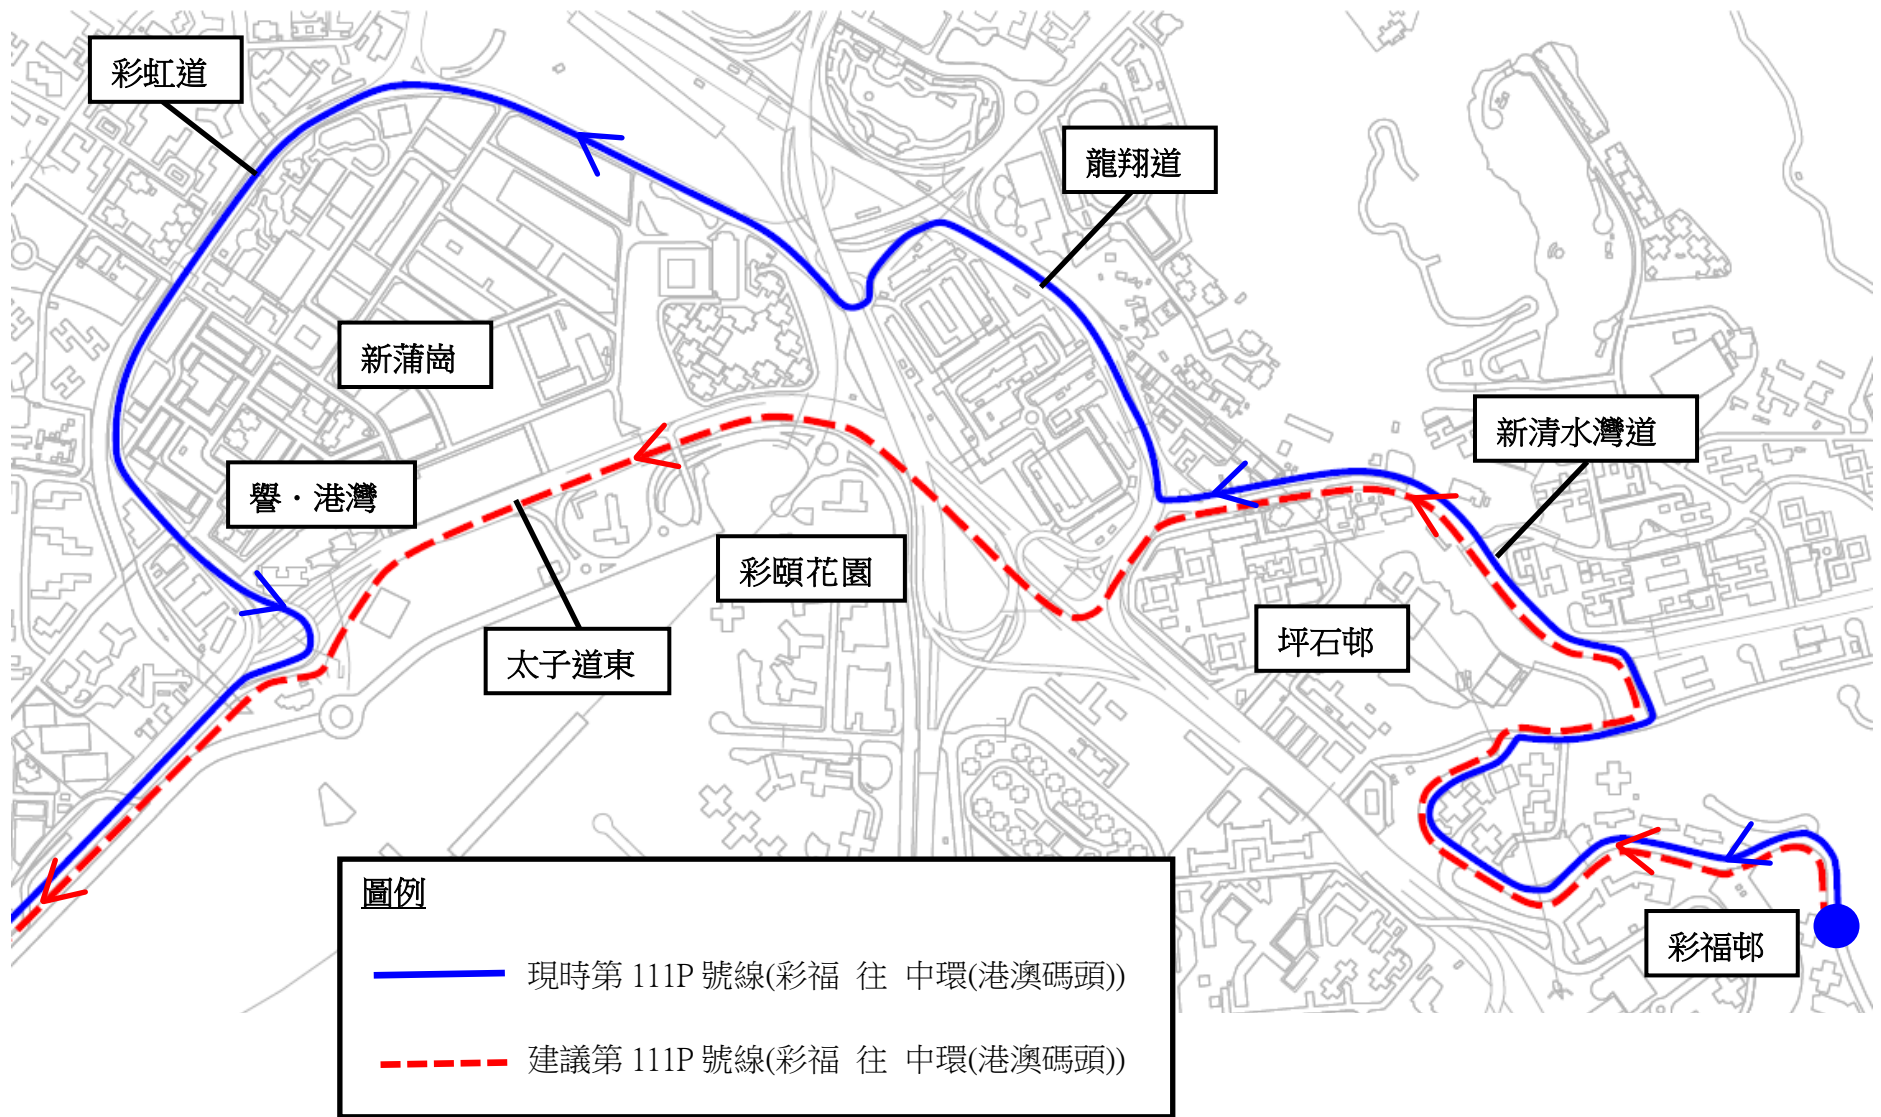 彩虹道
龍翔道
新蒲崗
新清水灣道
譽・港灣
彩頤花園
太子道東
坪石邨
彩福邨
圖例
現時第 111P 號線(彩福 往 中環(港澳碼頭))
建議第 111P 號線(彩福 往 中環(港澳碼頭))